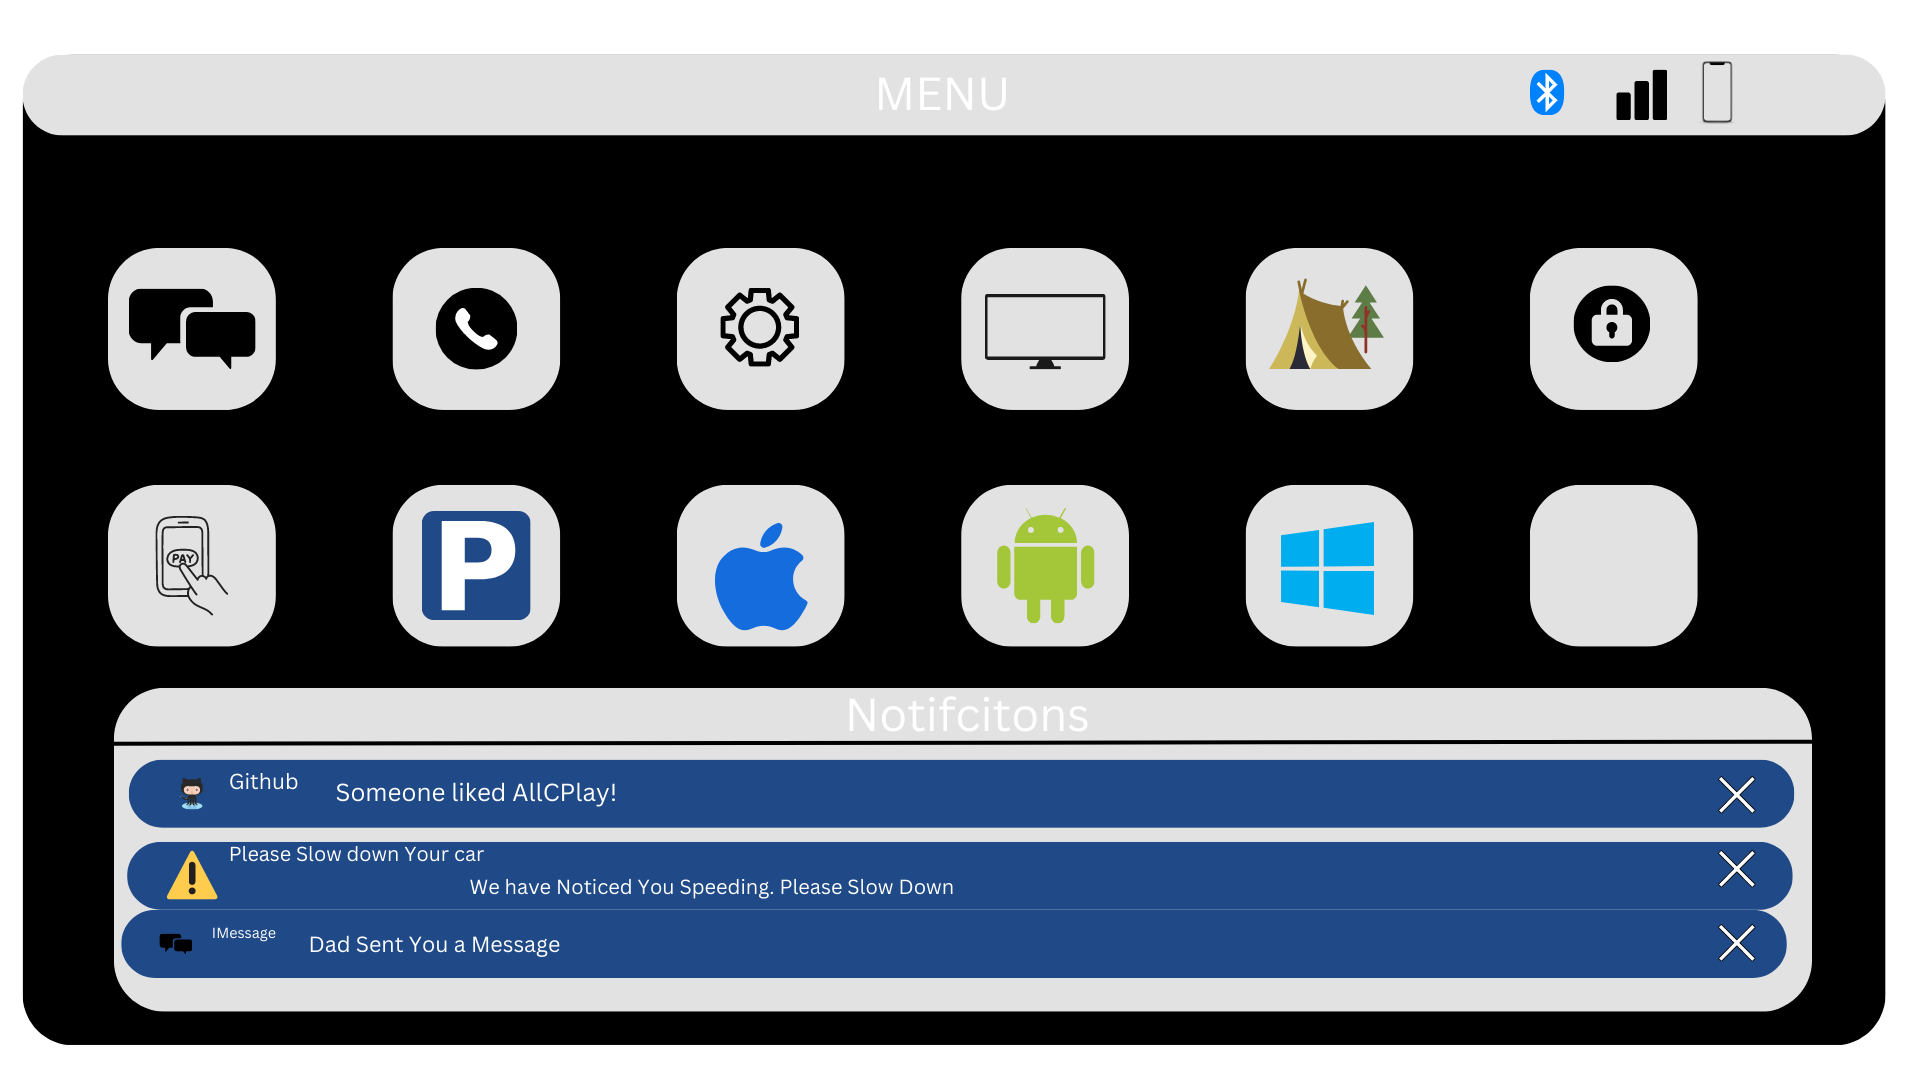 MENU
PAY
P
Notifcitons
Github
Someone liked AllCPlay!
Please Slow down Your car
We have Noticed You Speeding. Please Slow Down
IMessage
Dad Sent You a Message